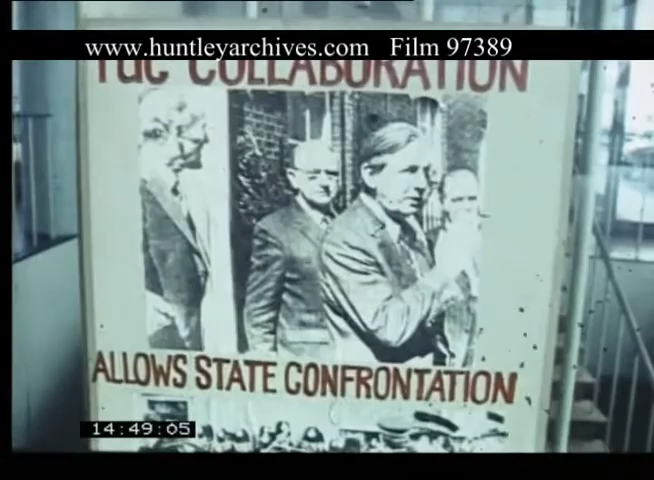 www.huntleyarchives.com Film 97389
TUC COLLABORATION
ALLOWS STATE CONFRONTATION
14:49:05